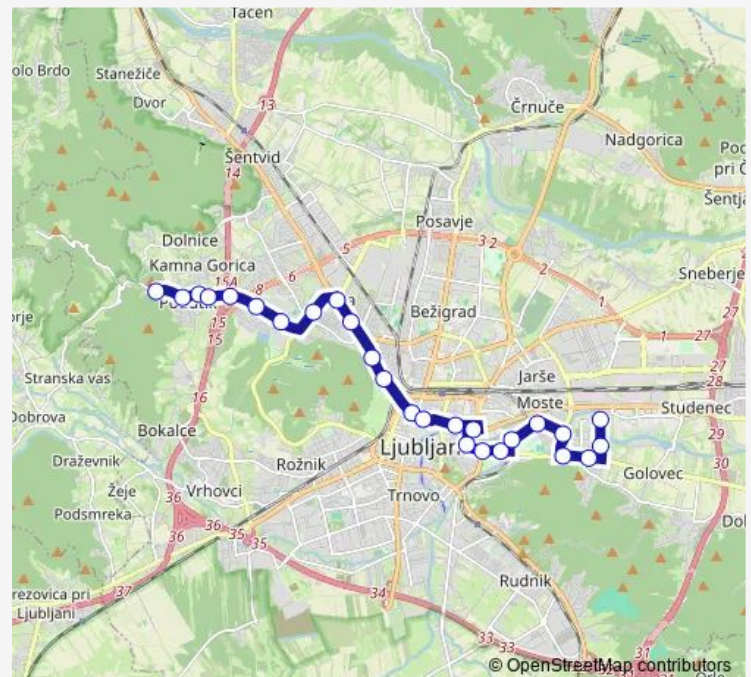 Tacen
olo Brdo
Stanežiče
Dvor
13
Črnuče
Nadgorica
Šentvid
14
Posavje
Dolnice
Kamna Gorica
5
3 2
2
6
8
15A
1
Sneberje
15
15
Bežigrad
1
27
27
Stranska vas
16
Jarše
28
Moste
Studenec
29
Dobrova
Bokalce
Rožnik
Golovec
30
Draževnik
Žeje
Podsmreka
Vrhovci
36
36
36
35
35
Trnovo
Rudnik
37
34
33
33
31
rezovica pri
Ljubljani
© OpenStreetMap contributors